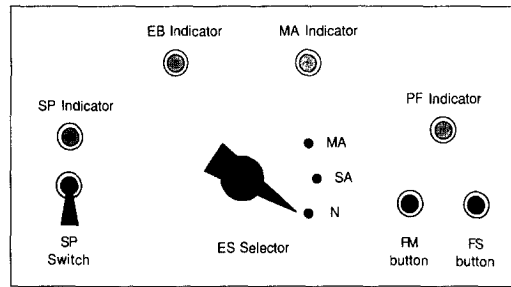 EB Indicator
MA Indicator
SP Indicator
PF Indicator
MA
SA
N
SP
Switch
ES Selector
FM
button
FS
button